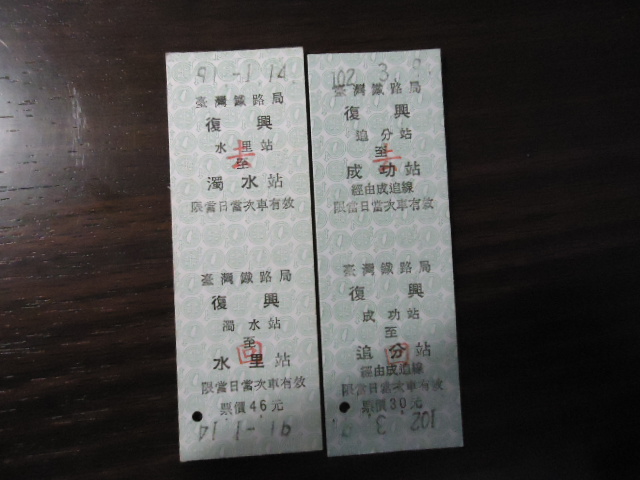 91-1.14
臺灣鐵路局
復興
水里站
去
至
濁水站
限當日當次車有效
臺灣鐵路局
復興
濁水站
至
回
水里站
限當日當次車有效
票價46元
91-1.14
102. 3.
臺灣鐵路局
復興
追分站
去
至
成功站
經由成追線
限當日當次車有效
臺灣鐵路局
復興
成功站
至
回
追分站
經由成追線
限當日當次車有效
票價30元
102. 3.